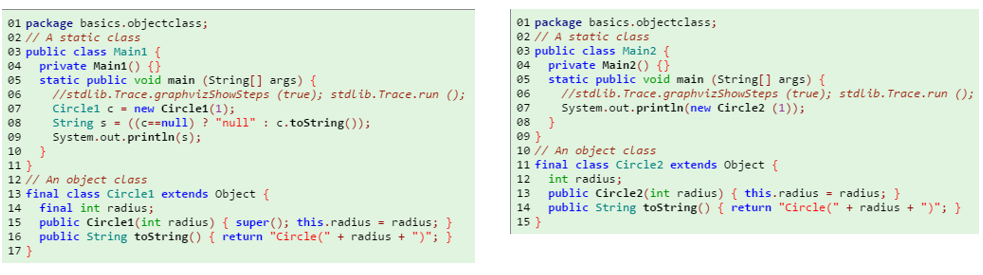 01 package basics.objectclass;
02 // A static class
03 public class Main1 {
04   private Main1() {}
05   static public void main (String[] args) {
06     //stdlib.Trace.graphvizShowSteps (true); stdlib.Trace.run ();
07     Circle1 c = new Circle1(1);
08     String s = ((c==null) ? "null" : c.toString());
09     System.out.println(s);
10   }
11 }
12 // An object class
13 final class Circle1 extends Object {
14   final int radius;
15   public Circle1(int radius) { super(); this.radius = radius; }
16   public String toString() { return "Circle(" + radius + ")"; }
17 }
01 package basics.objectclass;
02 // A static class
03 public class Main2 {
04   private Main2() {}
05   static public void main (String[] args) {
06     //stdlib.Trace.graphvizShowSteps (true); stdlib.Trace.run ();
07     System.out.println(new Circle2 (1));
08   }
09 }
10 // An object class
11 final class Circle2 extends Object {
12   int radius;
13   public Circle2(int radius) { this.radius = radius; }
14   public String toString() { return "Circle(" + radius + ")"; }
15 }